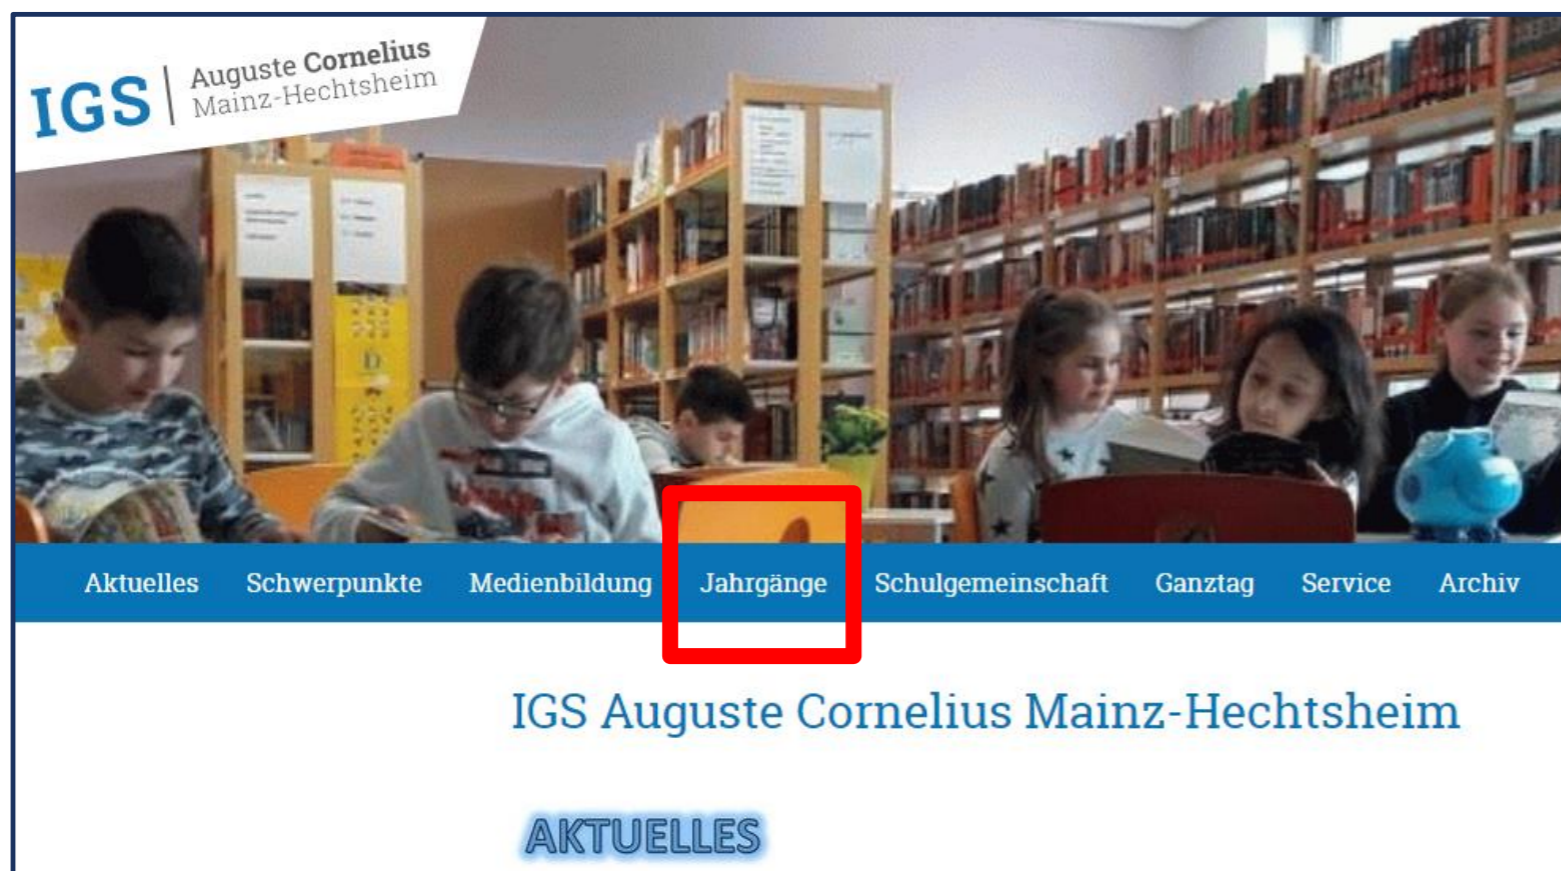 IGS
Auguste Cornelius
Mainz-Hechtsheim
D
Aktuelles Schwerpunkte Medienbildung Jahrgänge Schulgemeinschaft Ganztag Service Archiv
IGS Auguste Cornelius Mainz-Hechtsheim
AKTUELLES